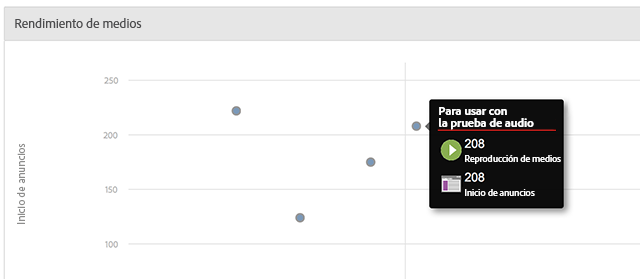 Rendimiento de medios
250
200
150
100
Inicio de anuncios
Para usar con
la prueba de audio
208
Reproducción de medios
208
Inicio de anuncios